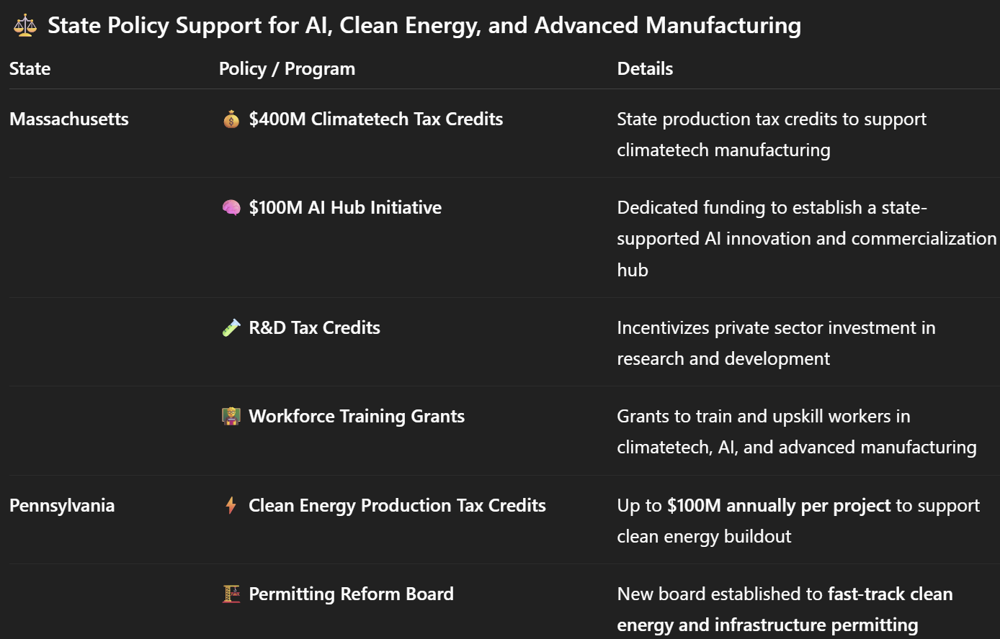 State Policy Support for AI, Clean Energy, and Advanced Manufacturing
State Policy / Program Details
Massachusetts $400M Climatetech Tax Credits State production tax credits to support
climatetech manufacturing
$100M AI Hub Initiative Dedicated funding to establish a state-
supported AI innovation and commercialization
hub
R&D Tax Credits Incentivizes private sector investment in
research and development
Workforce Training Grants Grants to train and upskill workers in
climatetech, AI, and advanced manufacturing
Pennsylvania Clean Energy Production Tax Credits Up to $100M annually per project to support
clean energy buildout
Permitting Reform Board New board established to fast-track clean
energy and infrastructure permitting